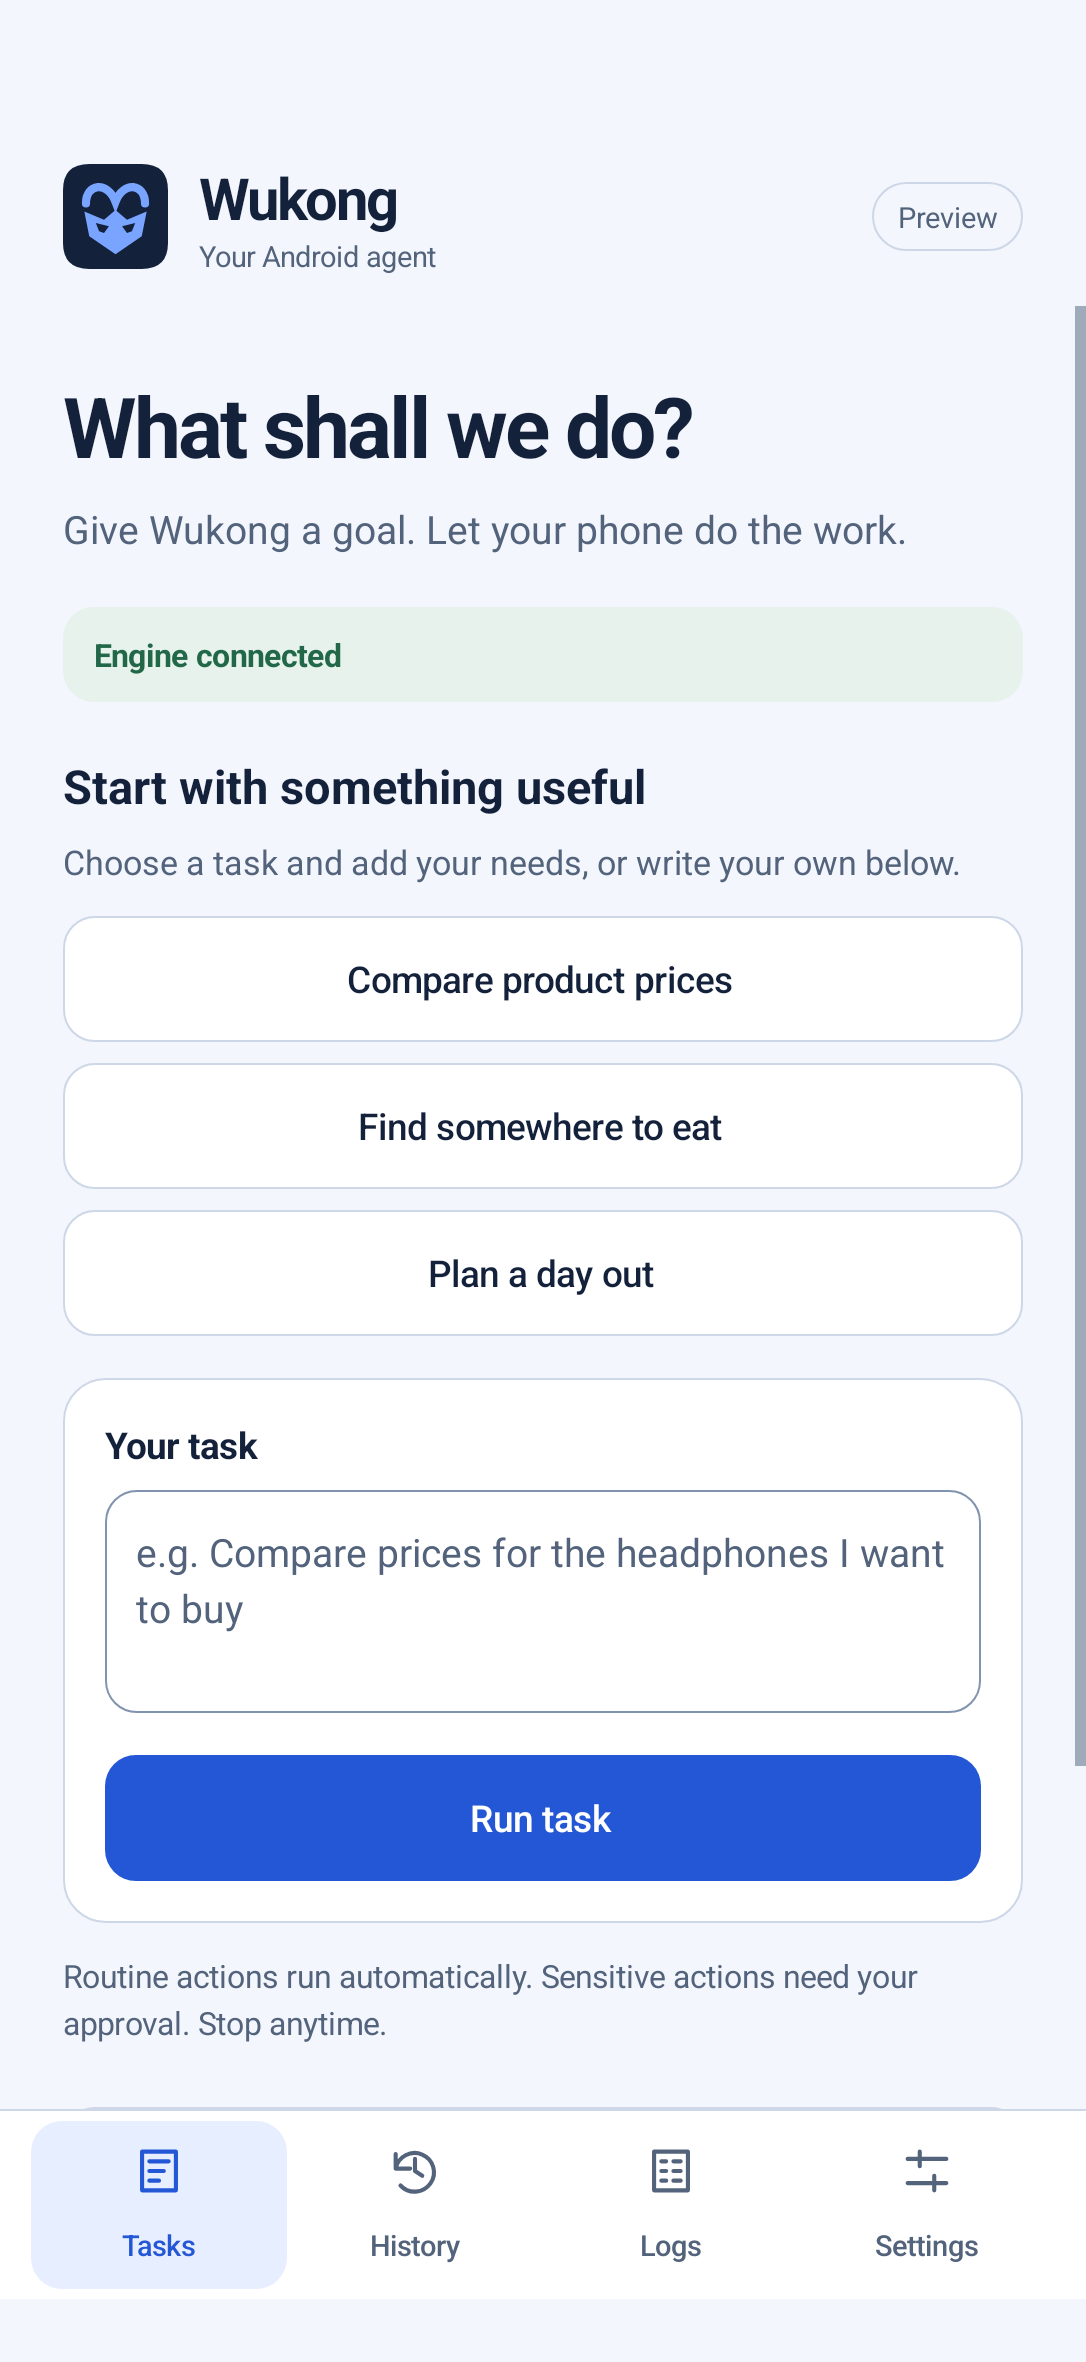 Wukong
Your Android agent
Preview
What shall we do?
Give Wukong a goal. Let your phone do the work.
Engine connected
Start with something useful
Choose a task and add your needs, or write your own below.
Compare product prices
Find somewhere to eat
Plan a day out
Your task
e.g. Compare prices for the headphones I want
to buy
Run task
Routine actions run automatically. Sensitive actions need your
approval. Stop anytime.
Tasks
History
Logs
Settings